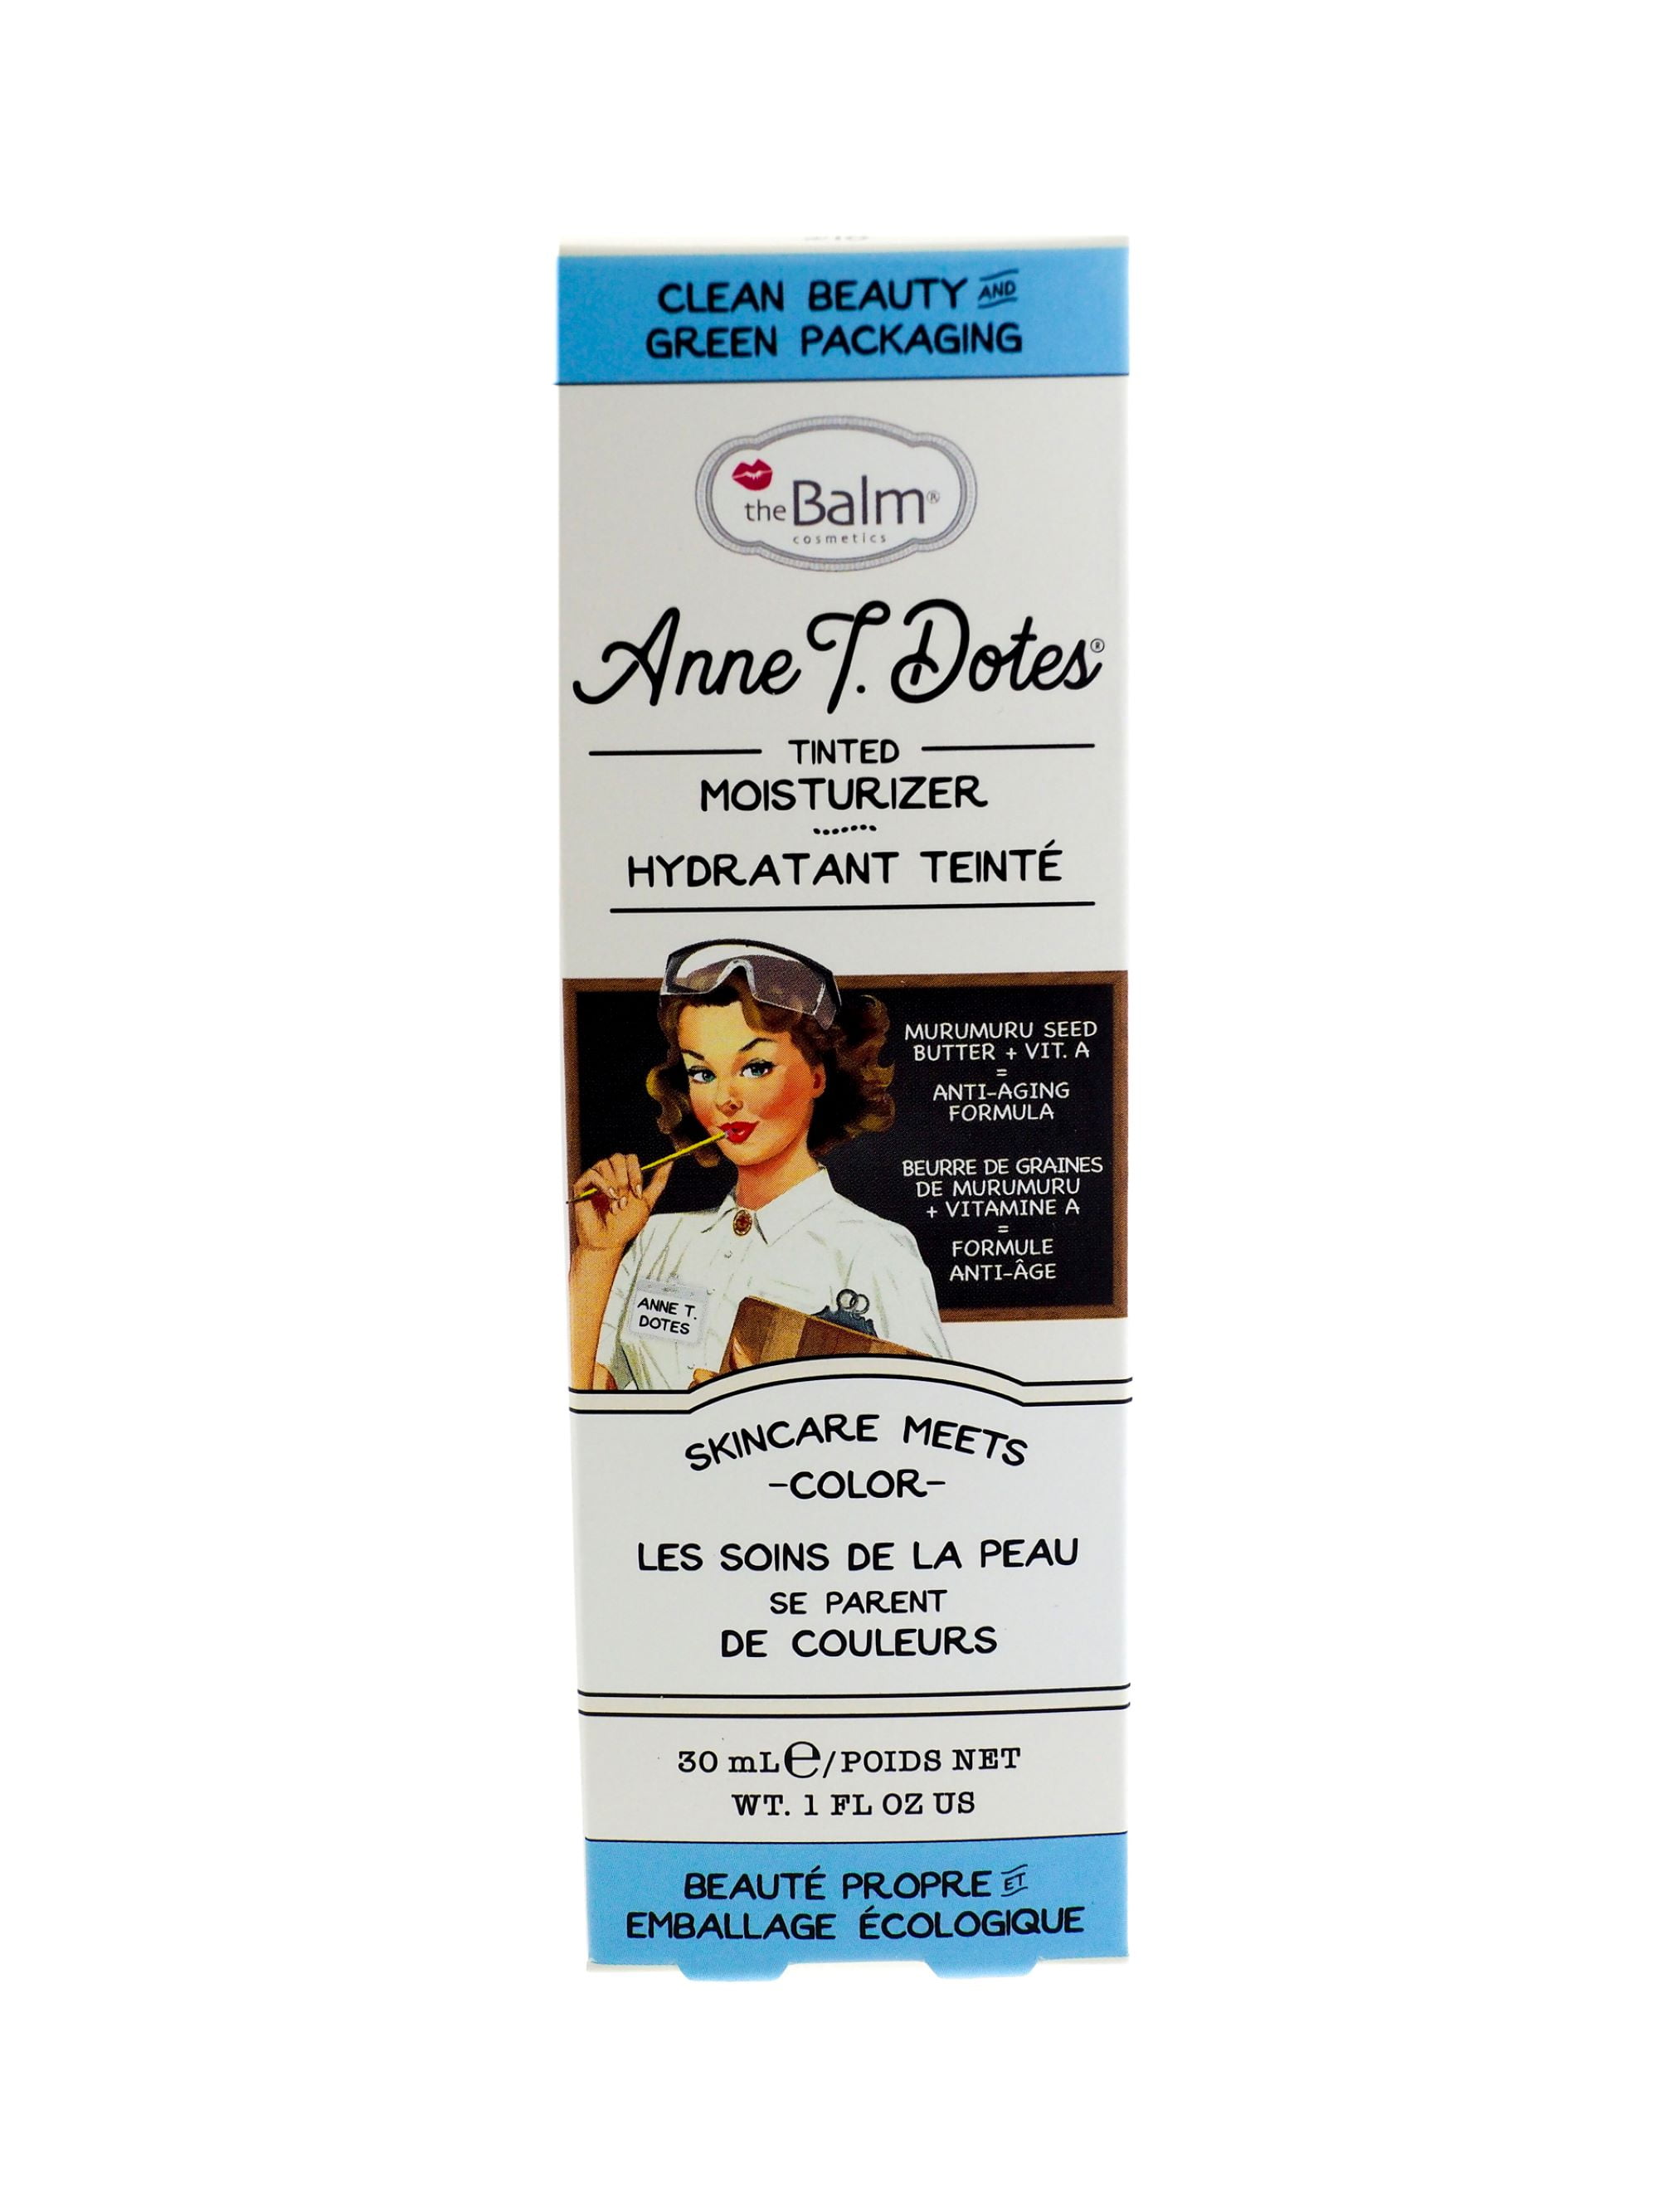 CLEAN BEAUTY AND
GREEN PACKAGING
the Balm®
cosmetics
Anne T. Dotes®
TINTED
MOISTURIZER
HYDRATANT TEINTÉ
MURUMURU SEED
BUTTER + VIT. A
=
ANTI-AGING
FORMULA
BEURRE DE GRAINES
DE MURUMURU
+ VITAMINE A
=
FORMULE
ANTI-ÂGE
ANNE T.
DOTES
SKINCARE MEETS
-COLOR-
LES SOINS DE LA PEAU
SE PARENT
DE COULEURS
30 mL℮/POIDS NET
WT. 1 FL OZ US
BEAUTÉ PROPRE ET
EMBALLAGE ÉCOLOGIQUE